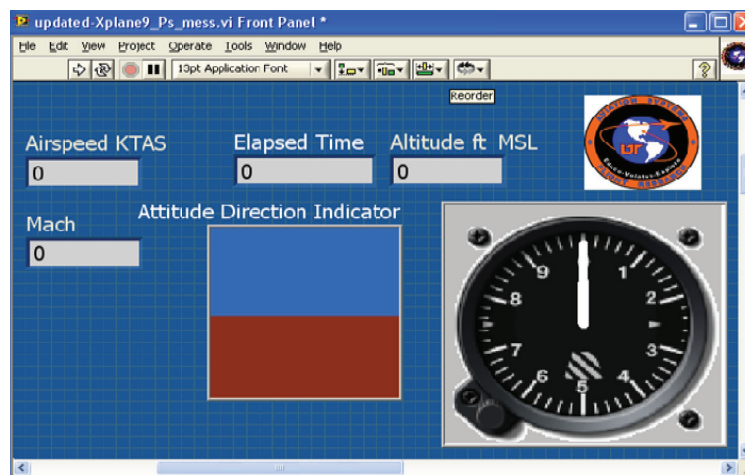 updated-Xplane9_Ps_mess.vi Front Panel *
File Edit View Project Operate Tools Window Help
13pt Application Font
Reorder
Airspeed KTAS
0
Elapsed Time
0
Altitude ft MSL
0
Mach
0
Attitude Direction Indicator
9 1
8 2
7 3
6 4
5